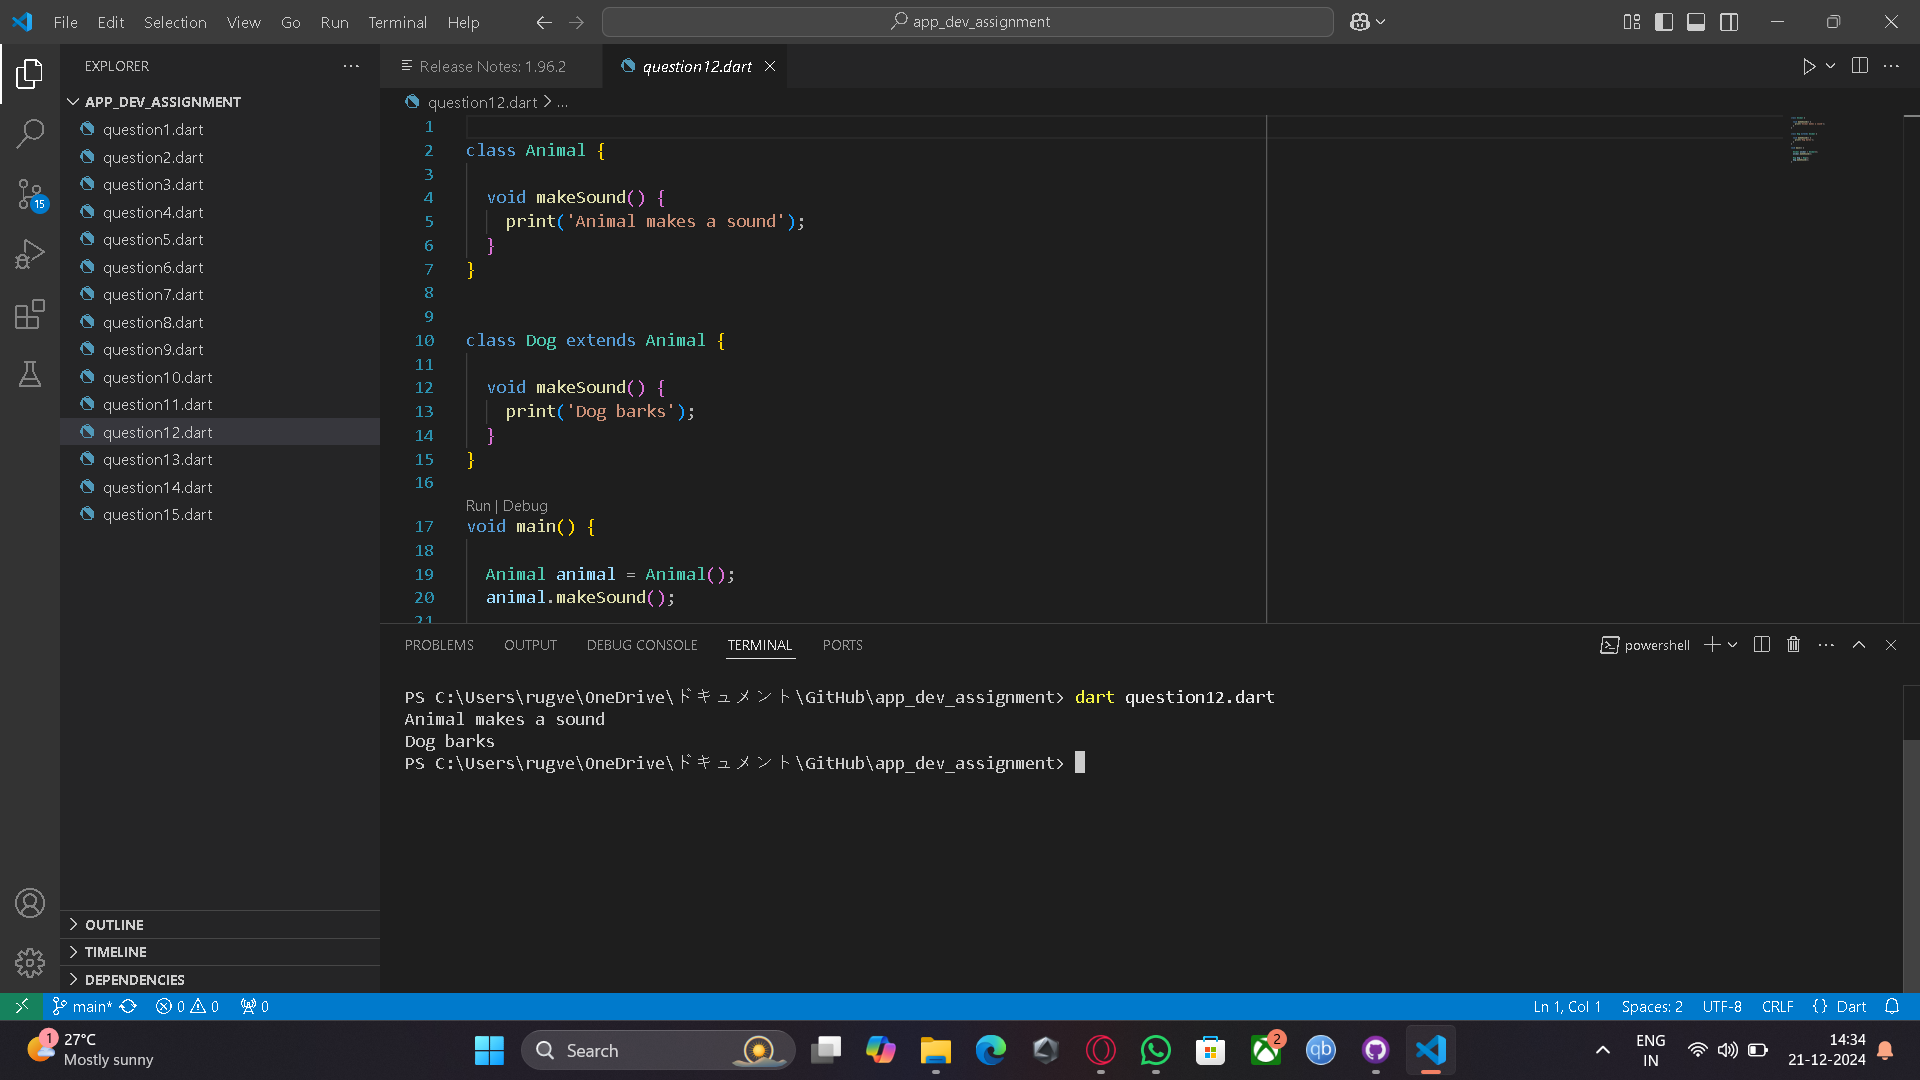 File Edit Selection View Go Run Terminal Help
app_dev_assignment
EXPLORER
APP_DEV_ASSIGNMENT
question1.dart
question2.dart
question3.dart
question4.dart
question5.dart
question6.dart
question7.dart
question8.dart
question9.dart
question10.dart
question11.dart
question12.dart
question13.dart
question14.dart
question15.dart
15
OUTLINE
TIMELINE
DEPENDENCIES
Release Notes: 1.96.2
question12.dart
question12.dart > ...
1
2 class Animal {
3
4 void makeSound() {
5 print('Animal makes a sound');
6 }
7 }
8
9
10 class Dog extends Animal {
11
12 void makeSound() {
13 print('Dog barks');
14 }
15 }
16
Run | Debug
17 void main() {
18
19 Animal animal = Animal();
20 animal.makeSound();
21
PROBLEMS OUTPUT DEBUG CONSOLE TERMINAL PORTS
powershell
PS C:\Users\rugve\OneDrive\ドキュメント\GitHub\app_dev_assignment> dart question12.dart
Animal makes a sound
Dog barks
PS C:\Users\rugve\OneDrive\ドキュメント\GitHub\app_dev_assignment>
main* 0 0 0
Ln 1, Col 1 Spaces: 2 UTF-8 CRLF {} Dart
1
27°C
Mostly sunny
Search
2
qb
ENG
IN
14:34
21-12-2024